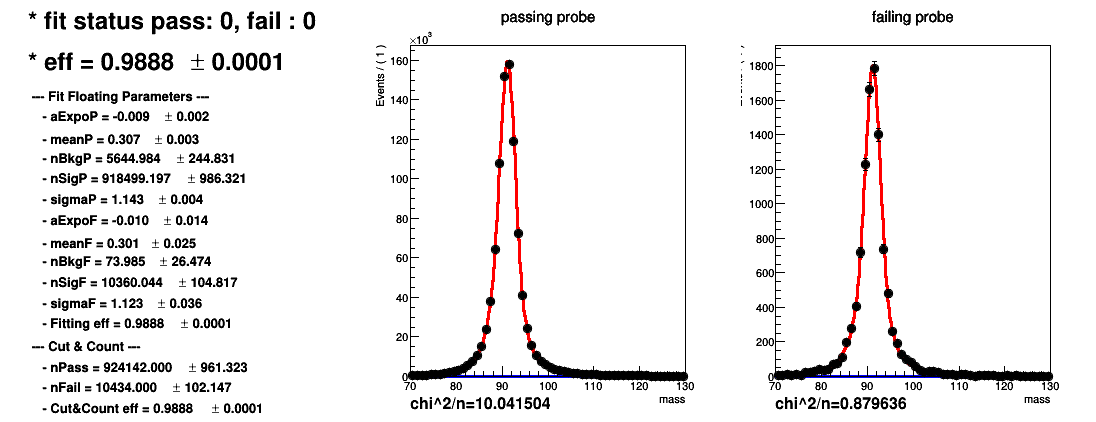 * fit status pass: 0, fail : 0
* eff = 0.9888 ± 0.0001
--- Fit Floating Parameters ---
- aExpoP = -0.009 ± 0.002
- meanP = 0.307 ± 0.003
- nBkgP = 5644.984 ± 244.831
- nSigP = 918499.197 ± 986.321
- sigmaP = 1.143 ± 0.004
- aExpoF = -0.010 ± 0.014
- meanF = 0.301 ± 0.025
- nBkgF = 73.985 ± 26.474
- nSigF = 10360.044 ± 104.817
- sigmaF = 1.123 ± 0.036
- Fitting eff = 0.9888 ± 0.0001
--- Cut & Count ---
- nPass = 924142.000 ± 961.323
- nFail = 10434.000 ± 102.147
- Cut&Count eff = 0.9888 ± 0.0001
passing probe
×10³
Events / ( 1 )
160
140
120
100
80
60
40
20
0
70 80 90 100 110 120 130
mass
chi^2/n=10.041504
failing probe
1800
1600
1400
1200
1000
800
600
400
200
0
70 80 90 100 110 120 130
mass
chi^2/n=0.879636